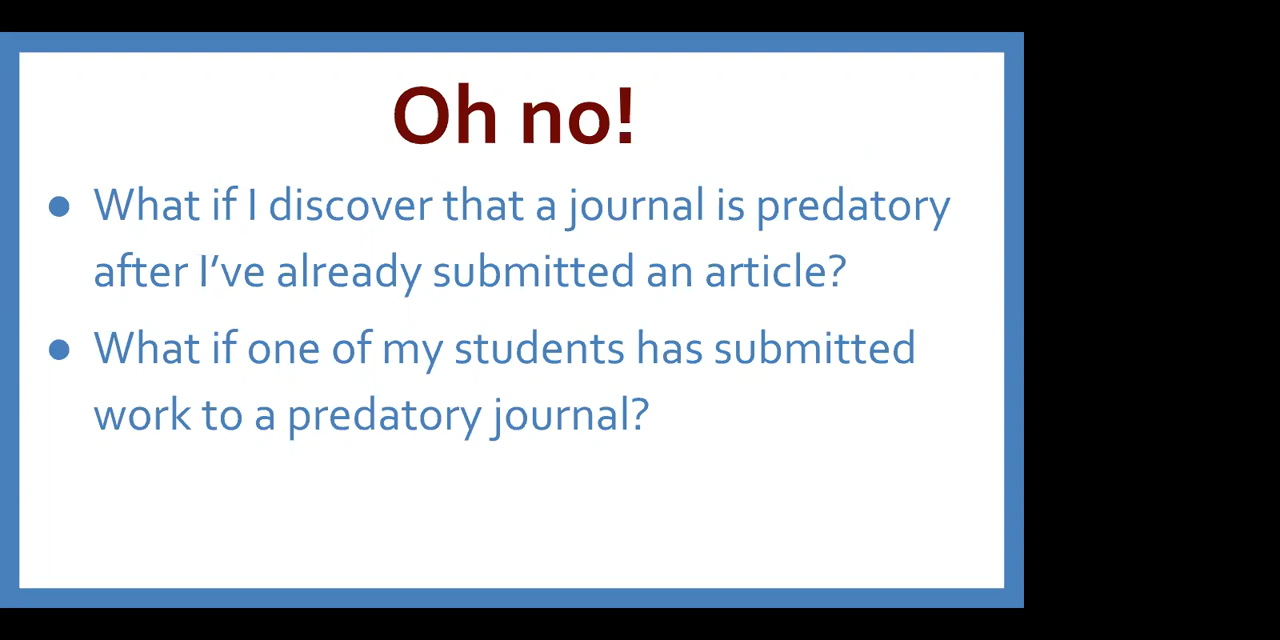 Oh no!
● What if I discover that a journal is predatory
after I’ve already submitted an article?
● What if one of my students has submitted
work to a predatory journal?